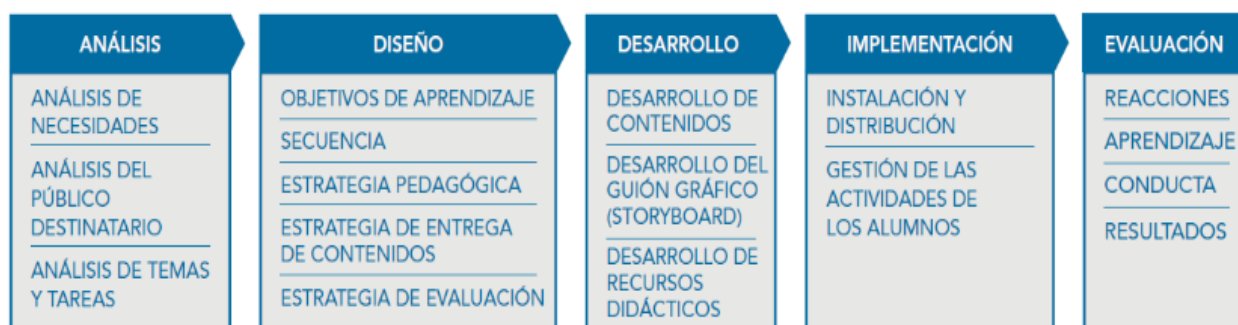 ANÁLISIS
ANÁLISIS DE
NECESIDADES
ANÁLISIS DEL
PÚBLICO
DESTINATARIO
ANÁLISIS DE TEMAS
Y TAREAS
DISEÑO
OBJETIVOS DE APRENDIZAJE
SECUENCIA
ESTRATEGIA PEDAGÓGICA
ESTRATEGIA DE ENTREGA
DE CONTENIDOS
ESTRATEGIA DE EVALUACIÓN
DESARROLLO
DESARROLLO DE
CONTENIDOS
DESARROLLO DEL
GUIÓN GRÁFICO
(STORYBOARD)
DESARROLLO DE
RECURSOS
DIDÁCTICOS
IMPLEMENTACIÓN
INSTALACIÓN Y
DISTRIBUCIÓN
GESTIÓN DE LAS
ACTIVIDADES DE
LOS ALUMNOS
EVALUACIÓN
REACCIONES
APRENDIZAJE
CONDUCTA
RESULTADOS